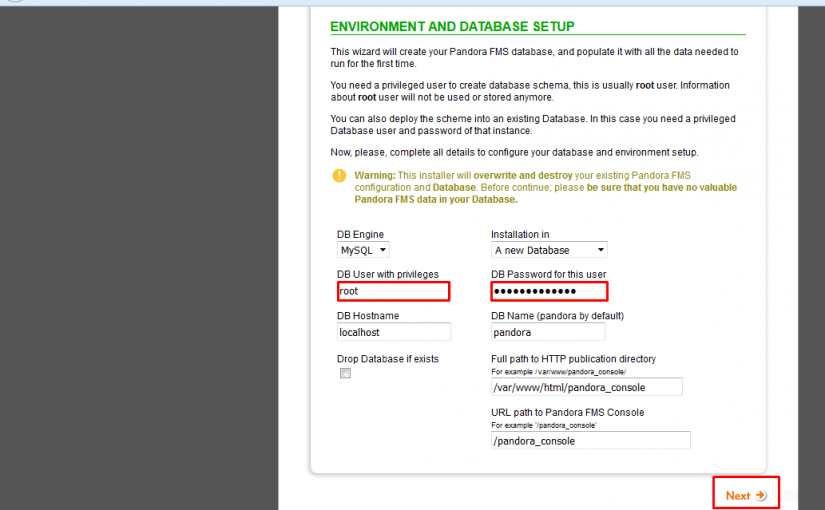 ENVIRONMENT AND DATABASE SETUP
This wizard will create your Pandora FMS database, and populate it with all the data needed to
run for the first time.
You need a privileged user to create database schema, this is usually root user. Information
about root user will not be used or stored anymore.
You can also deploy the scheme into an existing Database. In this case you need a privileged
Database user and password of that instance.
Now, please, complete all details to configure your database and environment setup.
Warning: This installer will overwrite and destroy your existing Pandora FMS
configuration and Database. Before continue, please be sure that you have no valuable
Pandora FMS data in your Database.
DB Engine
MySQL
Installation in
A new Database
DB User with privileges
root
DB Password for this user
•••••••••••••
DB Hostname
localhost
DB Name (pandora by default)
pandora
Drop Database if exists
Full path to HTTP publication directory
For example /var/www/pandora_console/
/var/www/html/pandora_console
URL path to Pandora FMS Console
For example '/pandora_console'
/pandora_console
Next